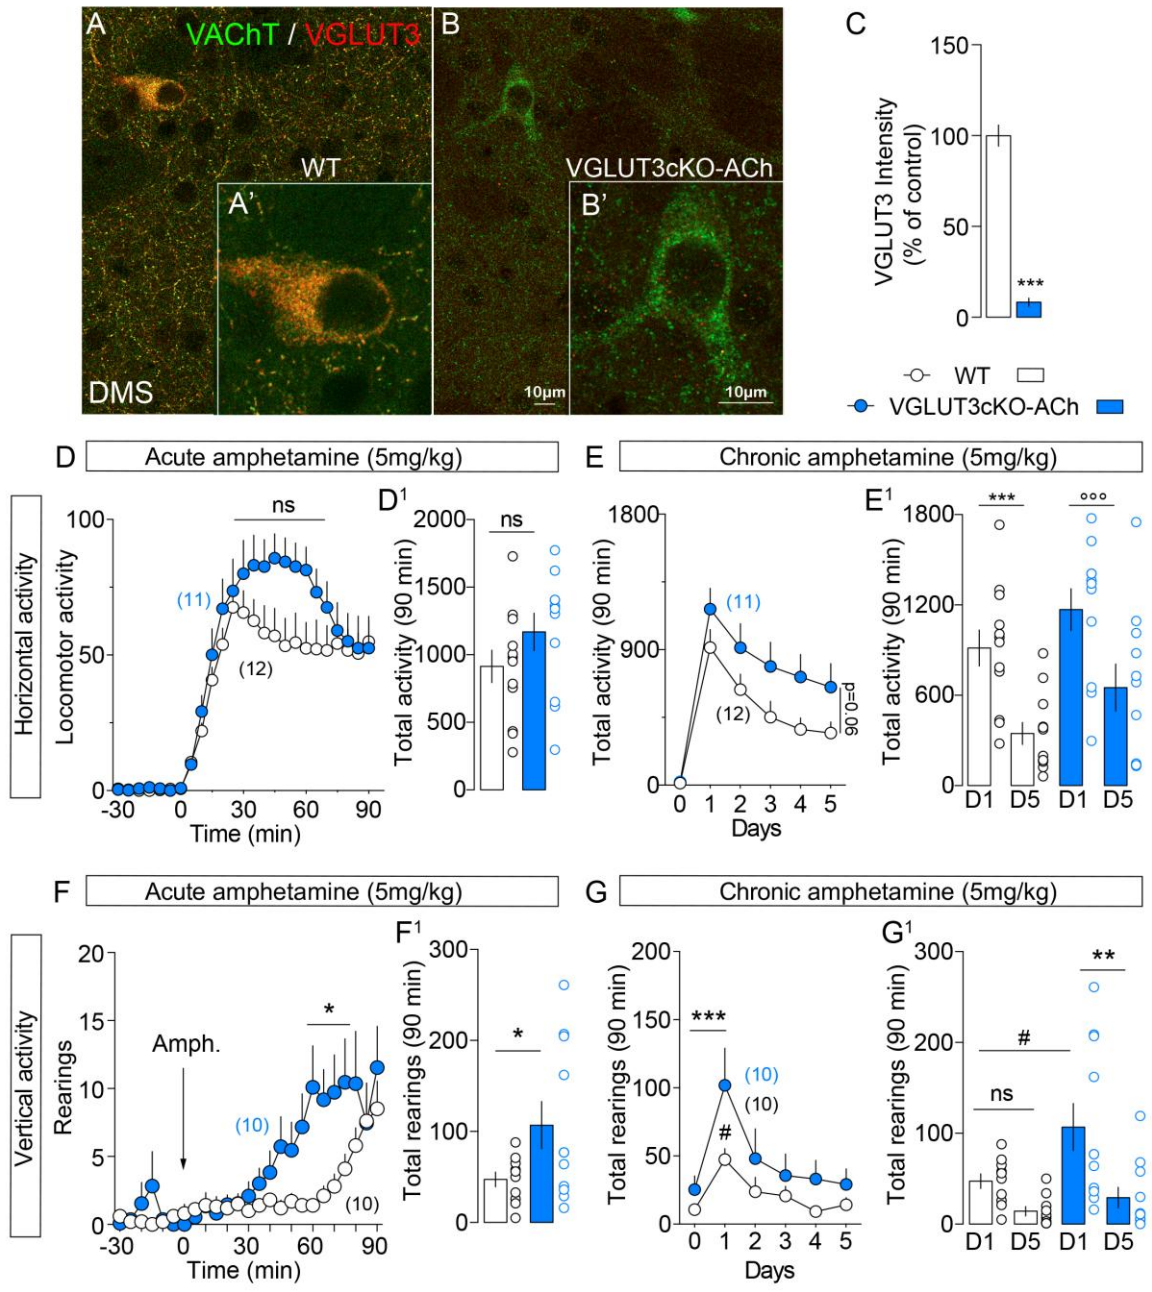 A
VAChT / VGLUT3
WT
A'
DMS
B
VGLUT3cKO-ACh
B'
10µm
10µm
C
VGLUT3 Intensity
(% of control)
150
100
50
0
***
WT
VGLUT3cKO-ACh
Horizontal activity
D
Acute amphetamine (5mg/kg)
Locomotor activity
100
50
0
ns
(11)
(12)
-30 0 30 60 90
Time (min)
D1
Total activity (90 min)
2000
1500
1000
500
0
ns
E
Chronic amphetamine (5mg/kg)
Total activity (90 min)
1800
900
0
(11)
(12)
p=0.06
0 1 2 3 4 5
Days
E1
Total activity (90 min)
1800
1200
600
0
***
°°°
D1 D5 D1 D5
Vertical activity
F
Acute amphetamine (5mg/kg)
Rearings
20
15
10
5
0
Amph.
*
(10)
(10)
-30 0 30 60 90
Time (min)
F1
Total rearings (90 min)
300
200
100
0
*
G
Chronic amphetamine (5mg/kg)
Total rearings (90 min)
200
150
100
50
0
***
(10)
(10)
#
0 1 2 3 4 5
Days
G1
Total rearings (90 min)
300
200
100
0
**
#
ns
D1 D5 D1 D5